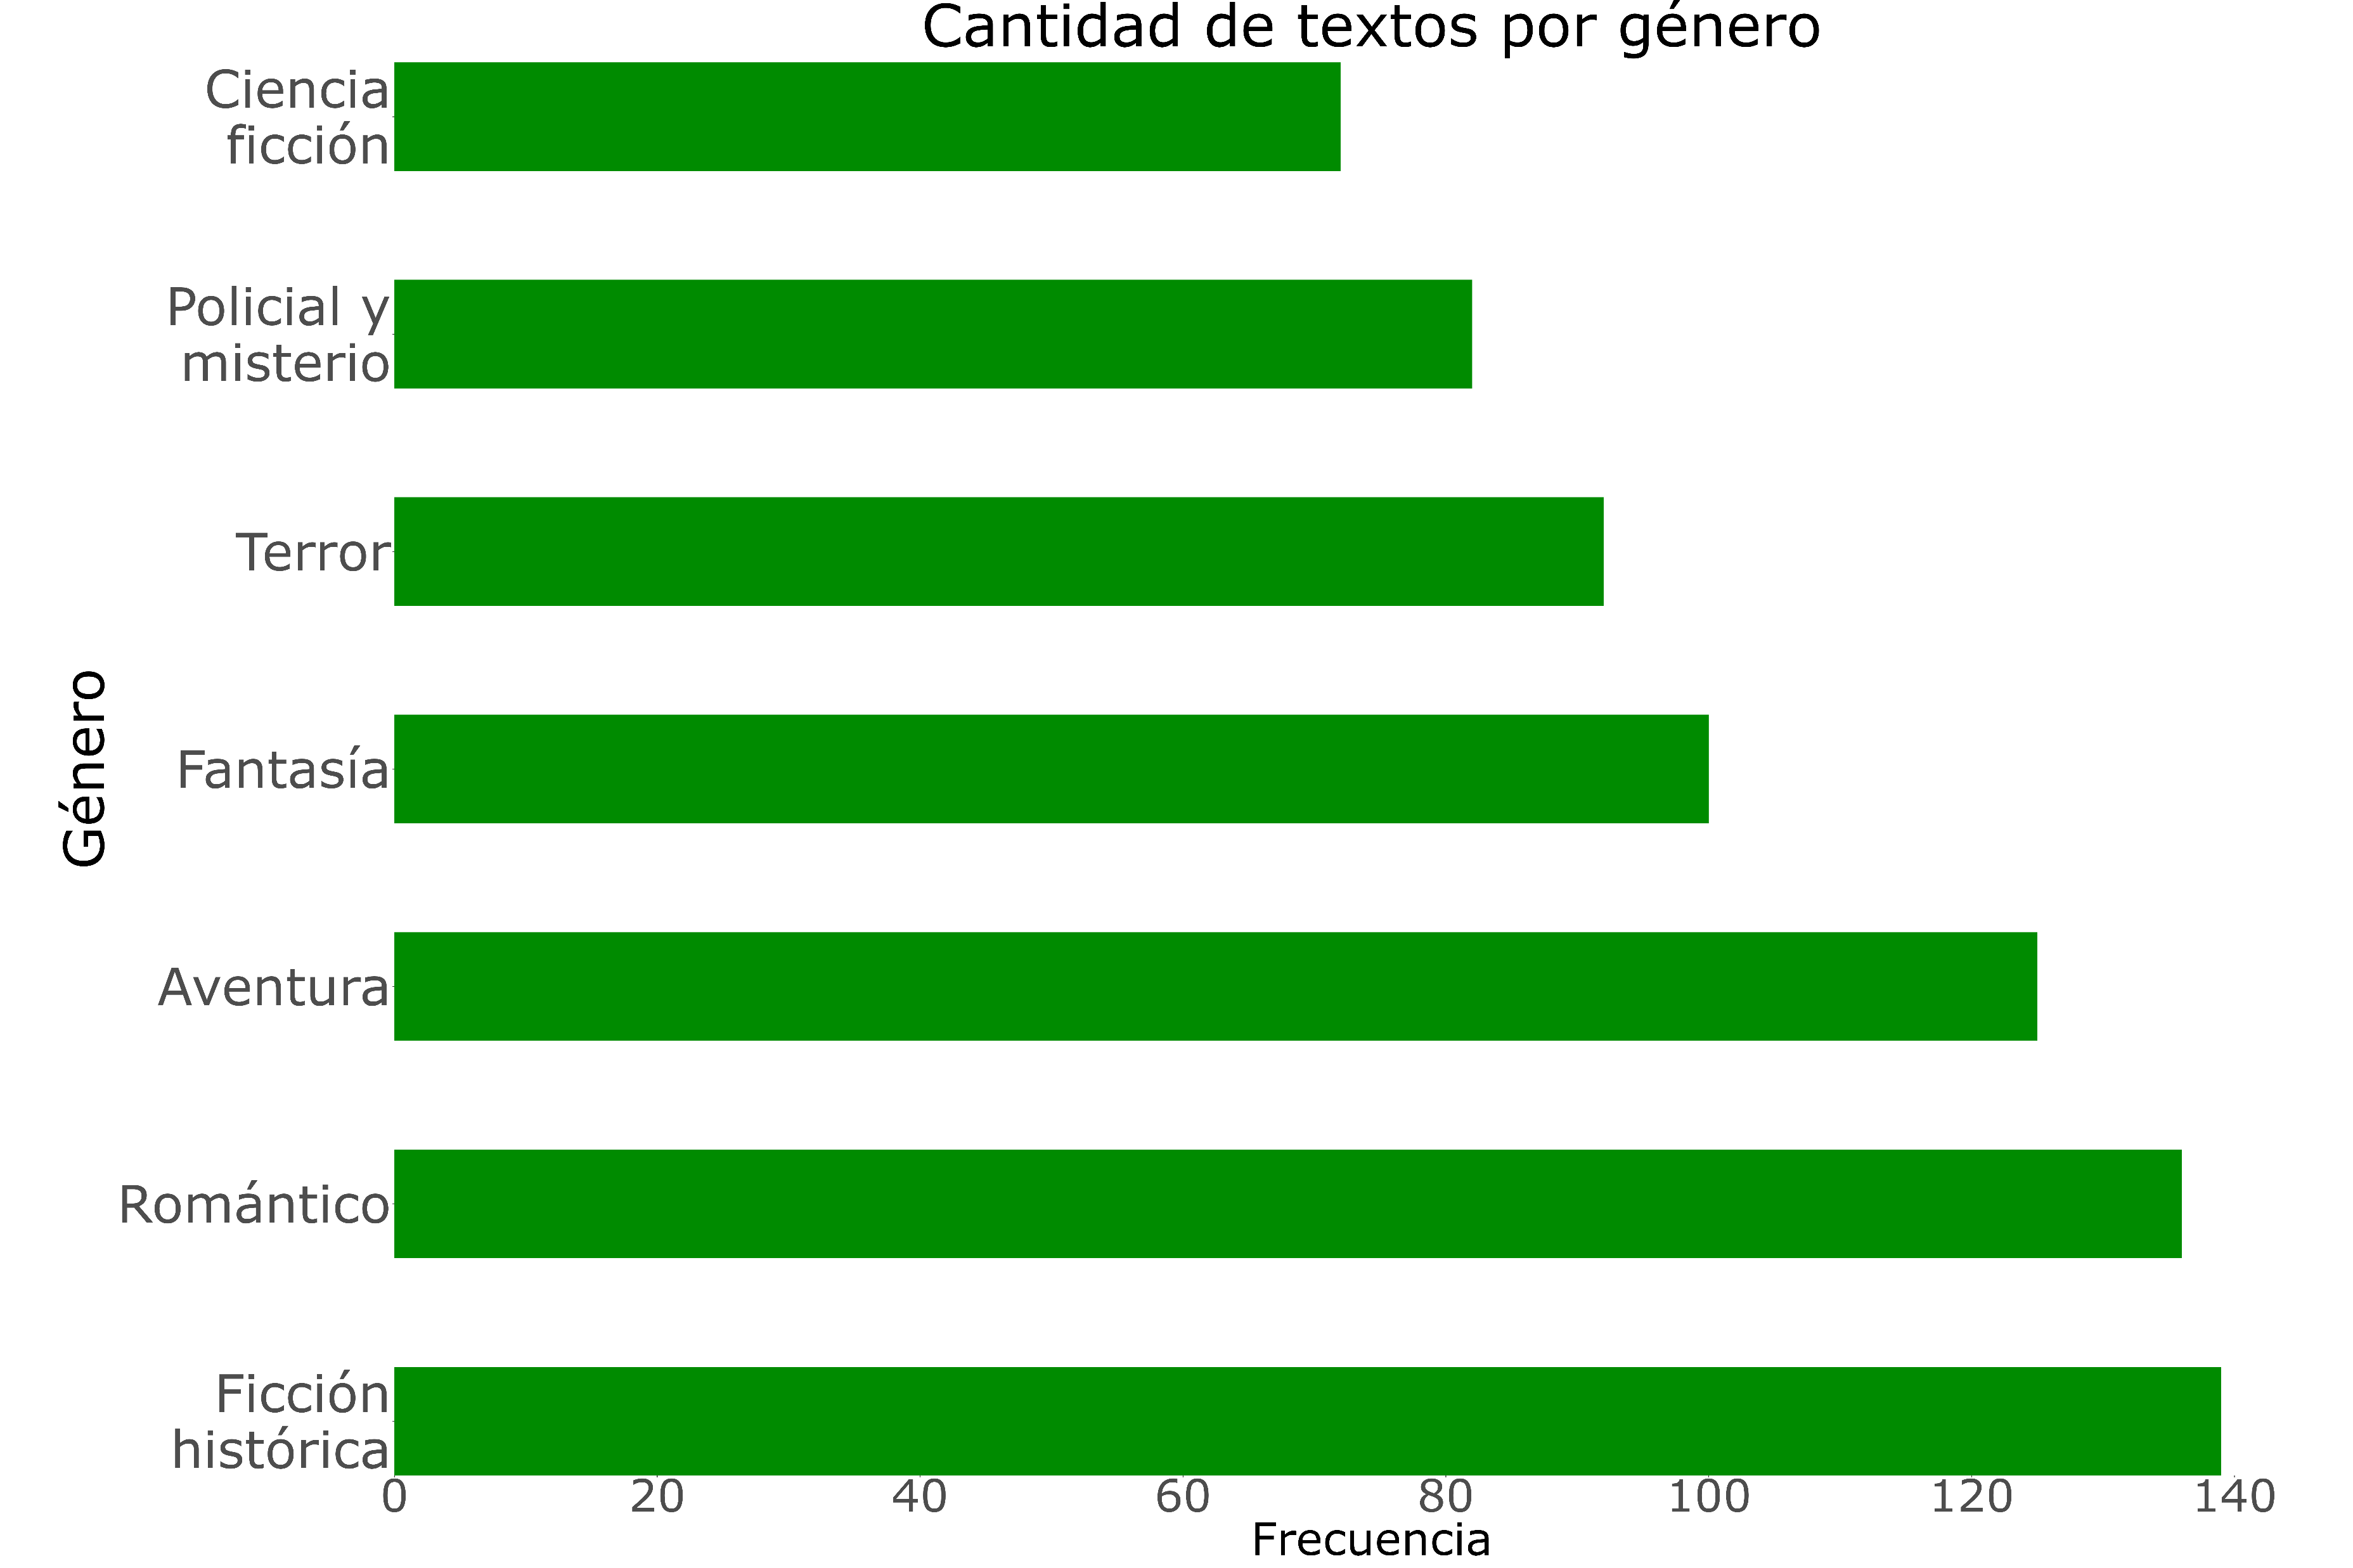 Cantidad de textos por género
Ciencia
ficción
Policial y
misterio
Terror
Fantasía
Aventura
Romántico
Ficción
histórica
Género
0 20 40 60 80 100 120 140
Frecuencia